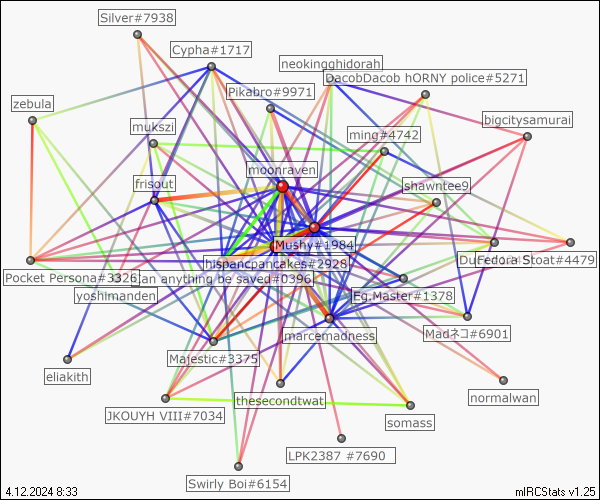 Silver#7938
Cypha#1717
neokingghidorah
DacobDacob hORNY police#5271
Pikabro#9971
zebula
bigcitysamurai
mukszi
ming#4742
moonraven
frisout
shawntee9
Mushy#1984
hispancpancakes#2928
Stoat#4479
Pocket Persona#3326
Can anything be saved#0396
yoshimanden
Eg.Master#1378
marcemadness
Madネコ#6901
Majestic#3375
eliakith
thesecondtwat
normalwan
JKOUYH VIII#7034
somass
LPK2387 #7690
Swirly Boi#6154
4.12.2024 8:33
mIRCStats v1.25